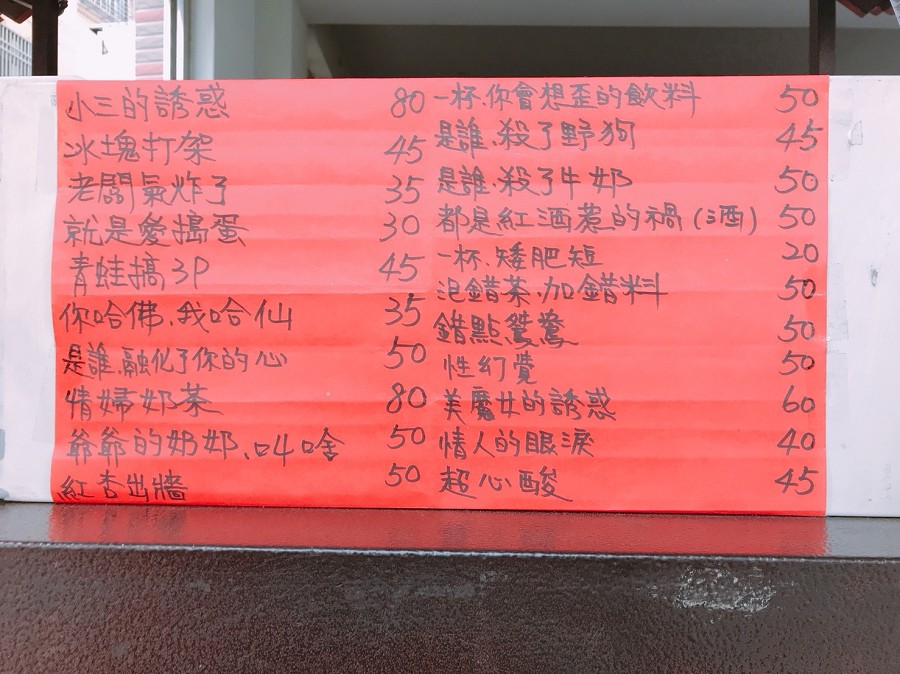 小三的誘惑 80
冰塊打架 45
老闆氣炸了 35
就是愛搗蛋 30
青蛙搞3P 45
你哈佛、我哈仙 35
是誰、融化了你的心 50
情婦奶茶 80
爺爺的奶奶、叫啥 50
紅杏出牆 50
一杯、你會想歪的飲料 50
是誰、殺了野狗 45
是誰、殺了牛奶 50
都是紅酒惹的禍(酒) 50
一杯、矮肥短 20
泡錯茶、加錯料 50
錯點鴛鴦 50
性幻覺 50
美魔女的誘惑 60
情人的眼淚 40
超心酸 45